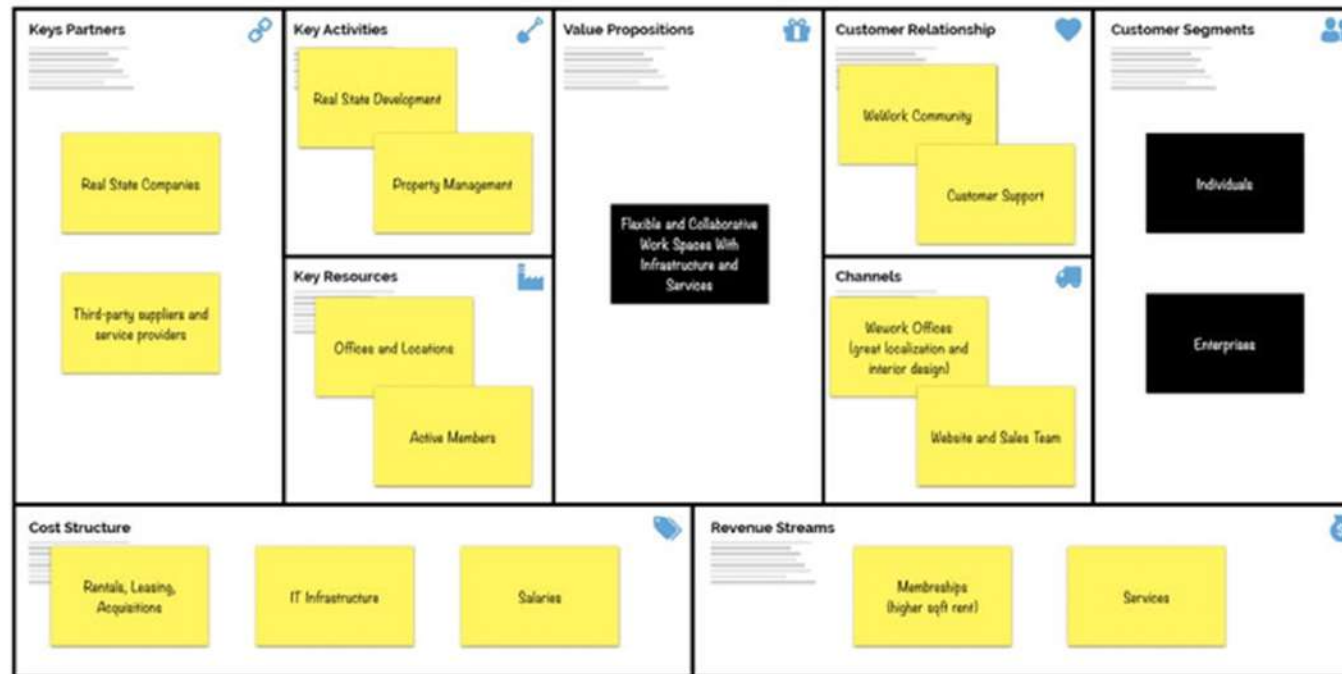 Keys Partners
Real State Companies
Third-party suppliers and
service providers
Key Activities
Real State Development
Property Management
Key Resources
Offices and Locations
Active Members
Value Propositions
Flexible and Collaborative
Work Spaces With
Infrastructure and
Services
Customer Relationship
WeWork Community
Customer Support
Channels
Wework Offices
(great localization and
interior design)
Website and Sales Team
Customer Segments
Individuals
Enterprises
Cost Structure
Rentals, Leasing,
Acquisitions
IT Infrastructure
Salaries
Revenue Streams
Membreships
(higher sqft rent)
Services